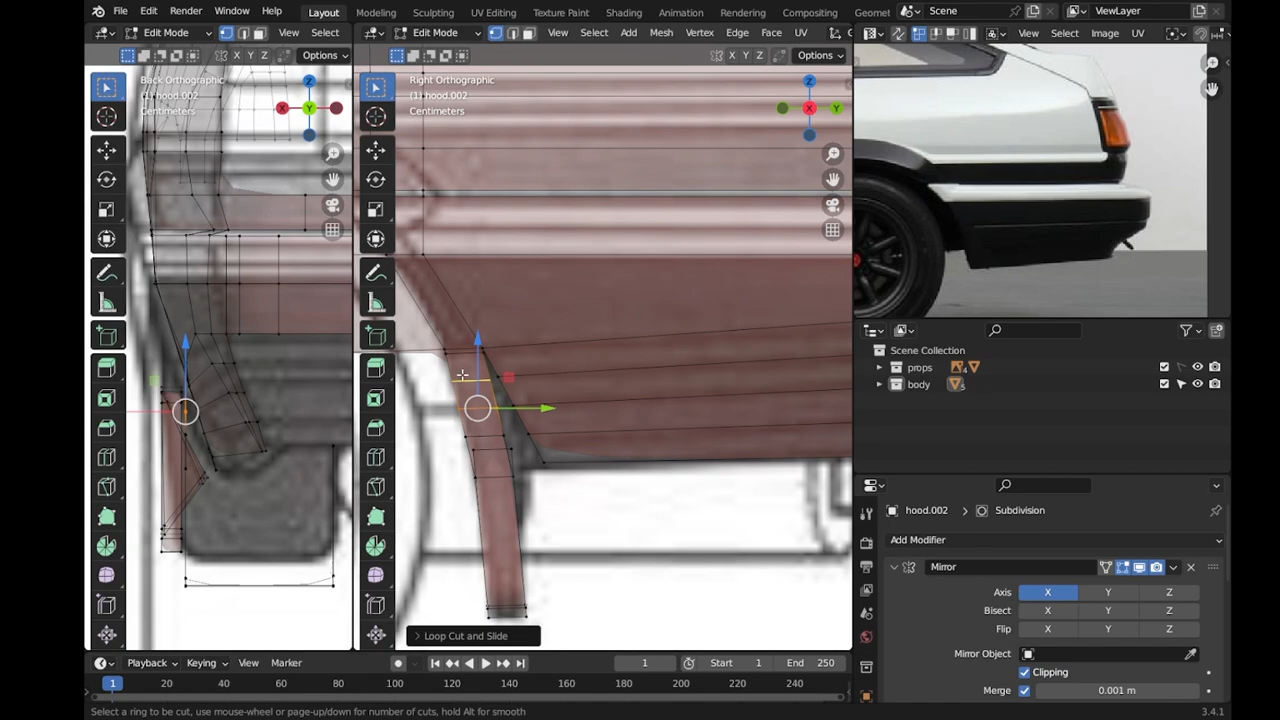 File Edit Render Window Help Layout Modeling Sculpting UV Editing Texture Paint Shading Animation Rendering Compositing Geomet Scene ViewLayer
Edit Mode View Select Edit Mode View Select Add Mesh Vertex Edge Face UV View Select Image UV
X Y Z Options X Y Z Options
Back Orthographic
(1) hood.002
Centimeters
Z
X Y
Right Orthographic
(1) hood.002
Centimeters
Z
X Y
Scene Collection
props 4
body 5
hood.002 > Subdivision
Add Modifier
Mirror
Axis X Y Z
Bisect X Y Z
Flip X Y Z
Mirror Object
Clipping
Merge 0.001 m
> Loop Cut and Slide
Playback Keying View Marker 1 Start 1 End 250
1 20 40 60 80 100 120 140 160 180 200 220 240
Select a ring to be cut, use mouse-wheel or page-up/down for number of cuts, hold Alt for smooth 3.4.1